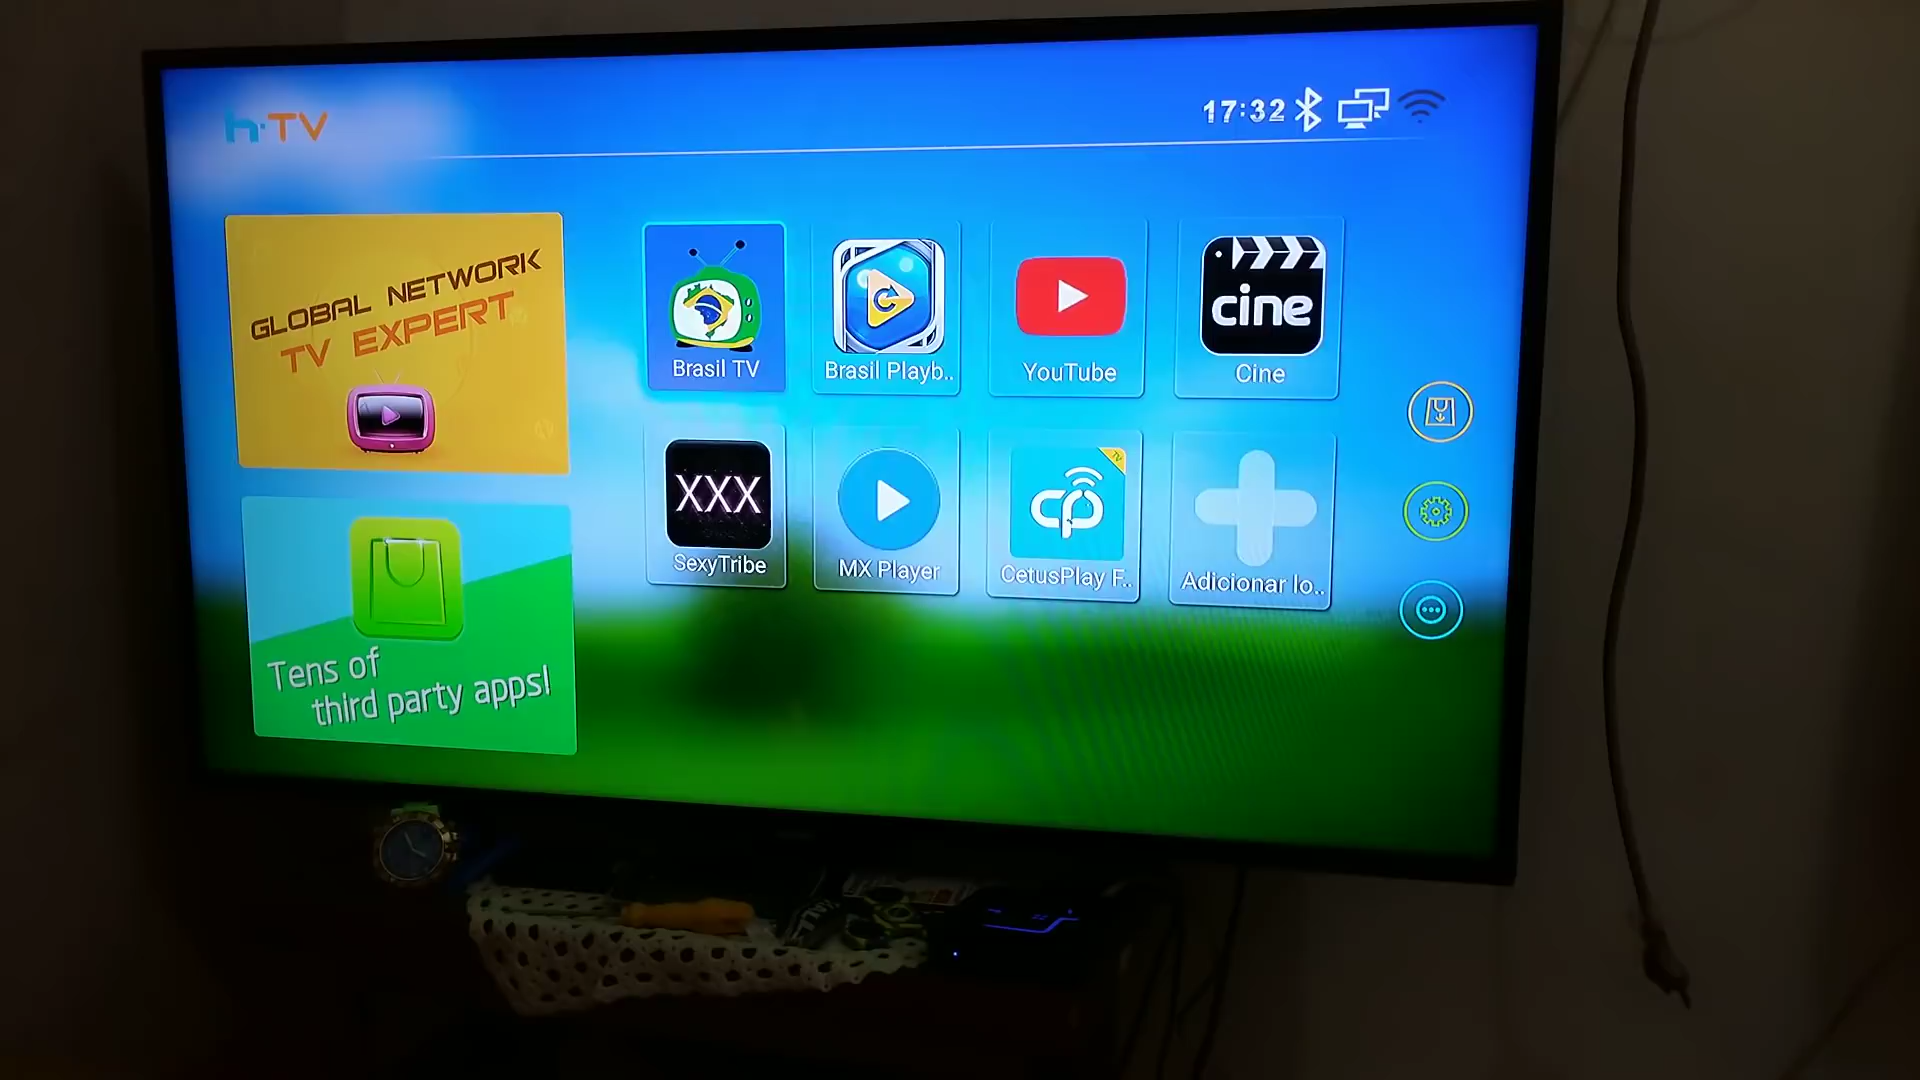 h·TV
17:32
GLOBAL NETWORK
TV EXPERT
Brasil TV
Brasil Playb..
YouTube
cine
Cine
XXX
SexyTribe
MX Player
TV
CetusPlay F..
Adicionar lo..
Tens of
third party apps!